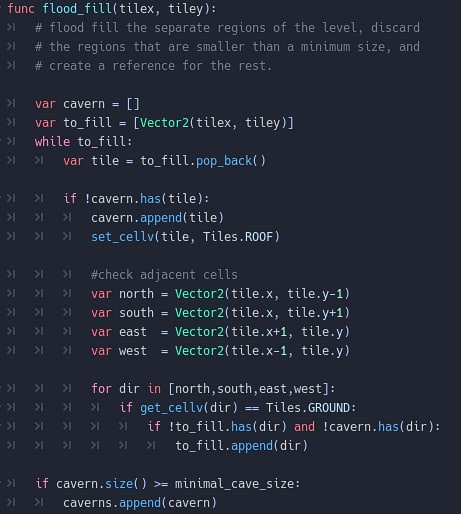 func flood_fill(tilex, tiley):
# flood fill the separate regions of the level, discard
# the regions that are smaller than a minimum size, and
# create a reference for the rest.
var cavern = []
var to_fill = [Vector2(tilex, tiley)]
while to_fill:
var tile = to_fill.pop_back()
if !cavern.has(tile):
cavern.append(tile)
set_cellv(tile, Tiles.ROOF)
#check adjacent cells
var north = Vector2(tile.x, tile.y-1)
var south = Vector2(tile.x, tile.y+1)
var east  = Vector2(tile.x+1, tile.y)
var west  = Vector2(tile.x-1, tile.y)
for dir in [north,south,east,west]:
if get_cellv(dir) == Tiles.GROUND:
if !to_fill.has(dir) and !cavern.has(dir):
to_fill.append(dir)
if cavern.size() >= minimal_cave_size:
caverns.append(cavern)